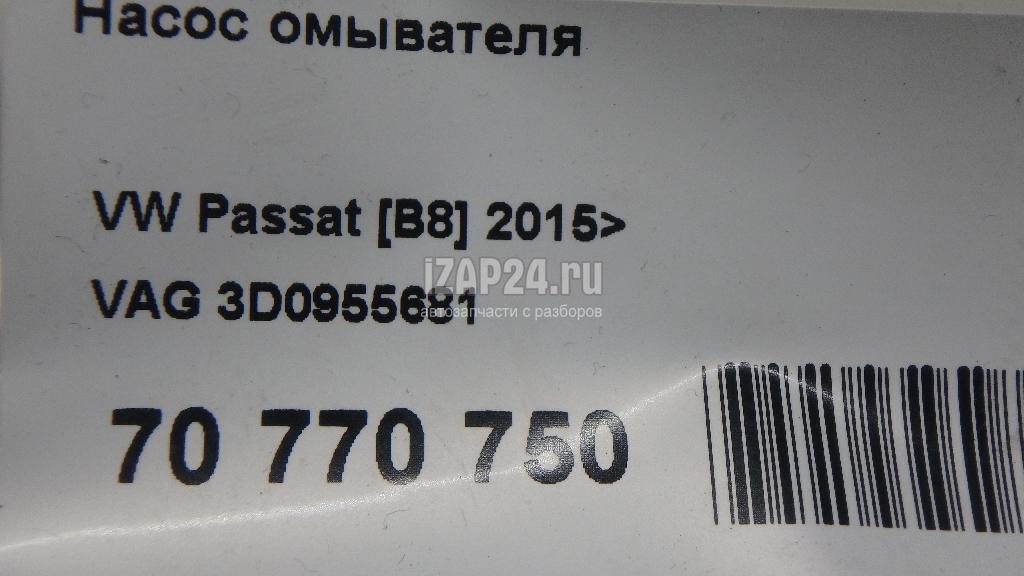 Насос омывателя
VW Passat [B8] 2015>
iZAP24.ru
VAG 3D0955681
автозапчасти с разборов
70 770 750